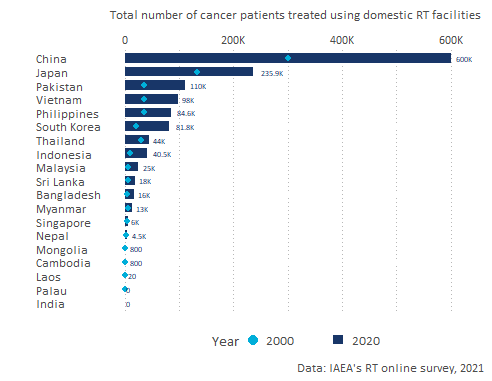 Total number of cancer patients treated using domestic RT facilities
0 200K 400K 600K
China 600K
Japan 235.9K
Pakistan 110K
Vietnam 98K
Philippines 84.6K
South Korea 81.8K
Thailand 44K
Indonesia 40.5K
Malaysia 25K
Sri Lanka 18K
Bangladesh 16K
Myanmar 13K
Singapore 6K
Nepal 4.5K
Mongolia 800
Cambodia 800
Laos 20
Palau 0
India 0
Year 2000 2020
Data: IAEA's RT online survey, 2021